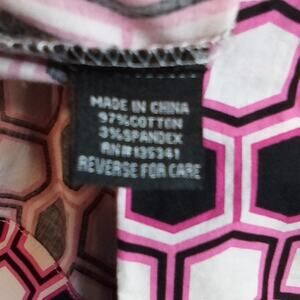 MADE IN CHINA
97%COTTON
3%SPANDEX
RN#135341
REVERSE FOR CARE